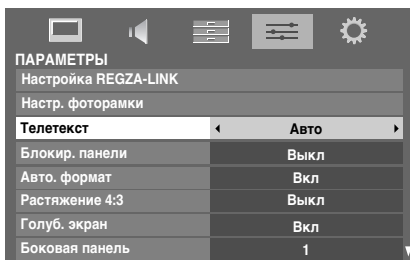 ПАРАМЕТРЫ
Настройка REGZA-LINK
Настр. фоторамки
Телетекст Авто
Блокир. панели Выкл
Авто. формат Вкл
Растяжение 4:3 Выкл
Голуб. экран Вкл
Боковая панель 1